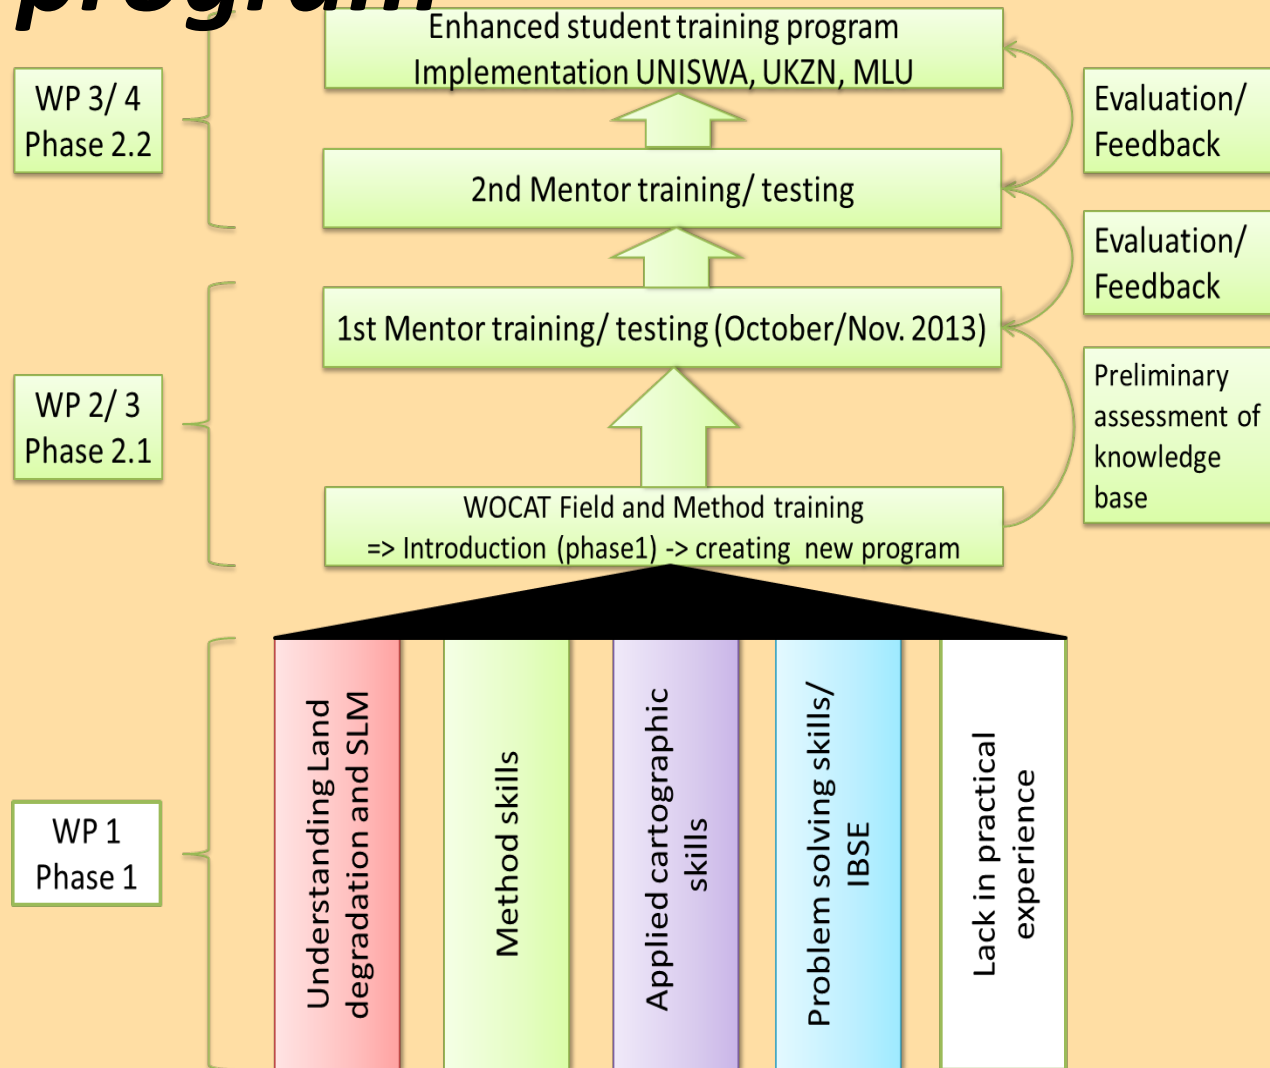 program
Enhanced student training program
Implementation UNISWA, UKZN, MLU
WP 3/ 4
Phase 2.2
Evaluation/
Feedback
2nd Mentor training/ testing
Evaluation/
Feedback
1st Mentor training/ testing (October/Nov. 2013)
WP 2/ 3
Phase 2.1
Preliminary
assessment of
knowledge
base
WOCAT Field and Method training
=> Introduction (phase1) -> creating new program
WP 1
Phase 1
Understanding Land
degradation and SLM
Method skills
Applied cartographic
skills
Problem solving skills/
IBSE
Lack in practical
experience